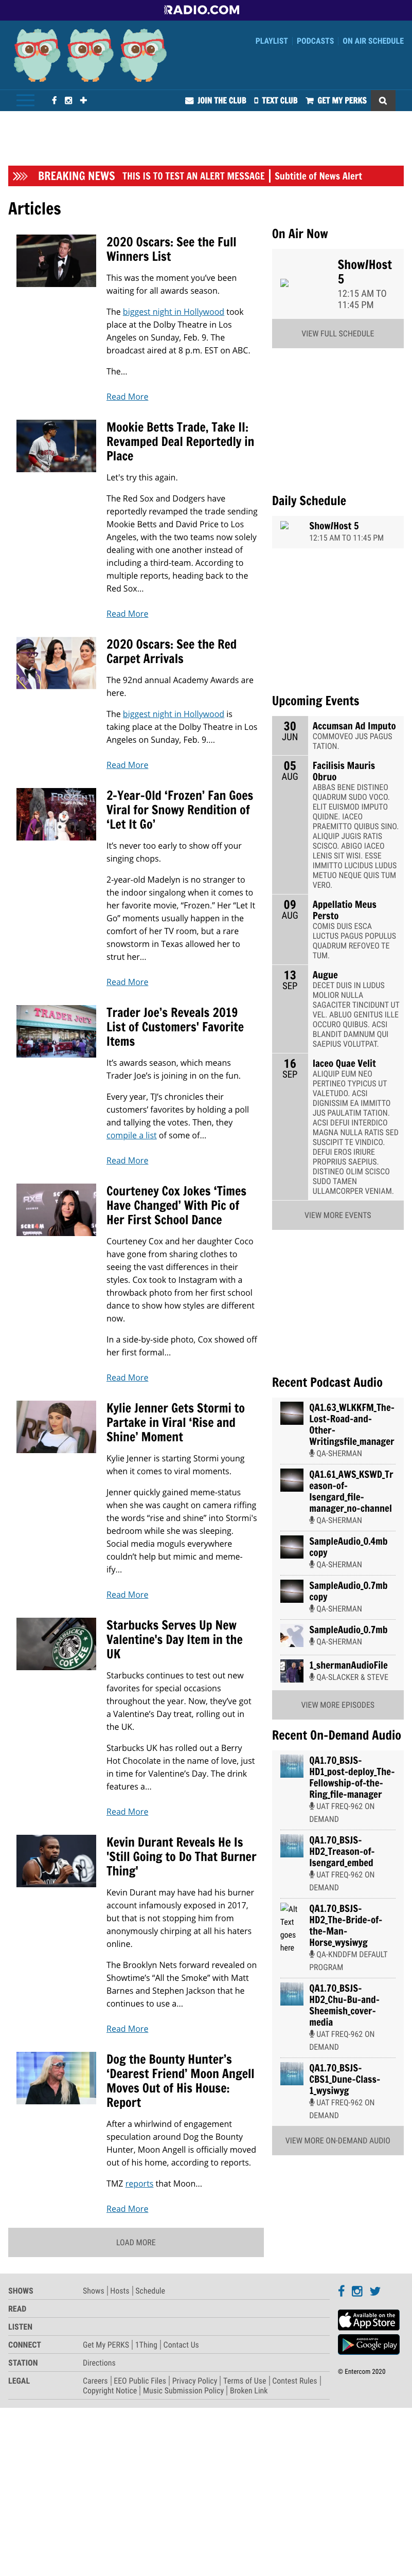 RADIO.COM
PLAYLIST PODCASTS ON AIR SCHEDULE
JOIN THE CLUB TEXT CLUB GET MY PERKS
BREAKING NEWS THIS IS TO TEST AN ALERT MESSAGE | Subtitle of News Alert
Articles
2020 Oscars: See the Full
Winners List
This was the moment you’ve been
waiting for all awards season.
The biggest night in Hollywood took
place at the Dolby Theatre in Los
Angeles on Sunday, Feb. 9. The
broadcast aired at 8 p.m. EST on ABC.
The...
Read More
Mookie Betts Trade, Take II:
Revamped Deal Reportedly in
Place
Let's try this again.
The Red Sox and Dodgers have
reportedly revamped the trade sending
Mookie Betts and David Price to Los
Angeles, with the two teams now solely
dealing with one another instead of
including a third-team. According to
multiple reports, heading back to the
Red Sox...
Read More
2020 Oscars: See the Red
Carpet Arrivals
The 92nd annual Academy Awards are
here.
The biggest night in Hollywood is
taking place at the Dolby Theatre in Los
Angeles on Sunday, Feb. 9....
Read More
2-Year-Old ‘Frozen’ Fan Goes
Viral for Snowy Rendition of
‘Let It Go’
It’s never too early to show off your
singing chops.
2-year-old Madelyn is no stranger to
the indoor singalong when it comes to
her favorite movie, “Frozen.” Her “Let It
Go” moments usually happen in the
comfort of her TV room, but a rare
snowstorm in Texas allowed her to
strut her...
Read More
Trader Joe’s Reveals 2019
List of Customers' Favorite
Items
It’s awards season, which means
Trader Joe’s is joining in on the fun.
Every year, TJ’s chronicles their
customers’ favorites by holding a poll
and tallying the votes. Then, they
compile a list of some of...
Read More
Courteney Cox Jokes ‘Times
Have Changed’ With Pic of
Her First School Dance
Courteney Cox and her daughter Coco
have gone from sharing clothes to
seeing the vast differences in their
styles. Cox took to Instagram with a
throwback photo from her first school
dance to show how styles are different
now.
In a side-by-side photo, Cox showed off
her first formal...
Read More
Kylie Jenner Gets Stormi to
Partake in Viral ‘Rise and
Shine’ Moment
Kylie Jenner is starting Stormi young
when it comes to viral moments.
Jenner quickly gained meme-status
when she was caught on camera riffing
the words “rise and shine” into Stormi's
bedroom while she was sleeping.
Social media moguls everywhere
couldn’t help but mimic and meme-
ify...
Read More
Starbucks Serves Up New
Valentine's Day Item in the
UK
Starbucks continues to test out new
favorites for special occasions
throughout the year. Now, they’ve got
a Valentine’s Day treat, rolling out in
the UK.
Starbucks UK has rolled out a Berry
Hot Chocolate in the name of love, just
in time for Valentine’s Day. The drink
features a...
Read More
Kevin Durant Reveals He Is
'Still Going to Do That Burner
Thing'
Kevin Durant may have had his burner
account infamously exposed in 2017,
but that is not stopping him from
anonymously chirping at all his haters
online.
The Brooklyn Nets forward revealed on
Showtime’s “All the Smoke” with Matt
Barnes and Stephen Jackson that he
continues to use a...
Read More
Dog the Bounty Hunter’s
‘Dearest Friend’ Moon Angell
Moves Out of His House:
Report
After a whirlwind of engagement
speculation around Dog the Bounty
Hunter, Moon Angell is officially moved
out of his home, according to reports.
TMZ reports that Moon...
Read More
LOAD MORE
On Air Now
Show/Host
5
12:15 AM TO
11:45 PM
VIEW FULL SCHEDULE
Daily Schedule
Show/Host 5
12:15 AM TO 11:45 PM
Upcoming Events
30
JUN
Accumsan Ad Imputo
COMMOVEO JUS PAGUS
TATION.
05
AUG
Facilisis Mauris
Obruo
ABBAS BENE DISTINEO
QUADRUM SUDO VOCO.
ELIT EUISMOD IMPUTO
QUIDNE. IACEO
PRAEMITTO QUIBUS SINO.
ALIQUIP JUGIS RATIS
SCISCO. ABIGO IACEO
LENIS SIT WISI. ESSE
IMMITTO LUCIDUS LUDUS
METUO NEQUE QUIS TUM
VERO.
09
AUG
Appellatio Meus
Persto
COMIS DUIS ESCA
LUCTUS PAGUS POPULUS
QUADRUM REFOVEO TE
TUM.
13
SEP
Augue
DECET DUIS IN LUDUS
MOLIOR NULLA
SAGACITER TINCIDUNT UT
VEL. ABLUO GENITUS ILLE
OCCURO QUIBUS. ACSI
BLANDIT DAMNUM QUI
SAEPIUS VOLUTPAT.
16
SEP
Iaceo Quae Velit
ALIQUIP EUM NEO
PERTINEO TYPICUS UT
VALETUDO. ACSI
DIGNISSIM EA IMMITTO
JUS PAULATIM TATION.
ACSI DEFUI INTERDICO
MAGNA NULLA RATIS SED
SUSCIPIT TE VINDICO.
DEFUI EROS IRIURE
PROPRIUS SAEPIUS.
DISTINEO OLIM SCISCO
SUDO TAMEN
ULLAMCORPER VENIAM.
VIEW MORE EVENTS
Recent Podcast Audio
QA1.63_WLKKFM_The-
Lost-Road-and-
Other-
Writingsfile_manager
QA-SHERMAN
QA1.61_AWS_KSWD_Tr
eason-of-
Isengard_file-
manager_no-channel
QA-SHERMAN
SampleAudio_0.4mb
copy
QA-SHERMAN
SampleAudio_0.7mb
copy
QA-SHERMAN
SampleAudio_0.7mb
QA-SHERMAN
1_shermanAudioFile
QA-SLACKER & STEVE
VIEW MORE EPISODES
Recent On-Demand Audio
QA1.70_BSJS-
HD1_post-deploy_The-
Fellowship-of-the-
Ring_file-manager
UAT FREQ-962 ON
DEMAND
QA1.70_BSJS-
HD2_Treason-of-
Isengard_embed
UAT FREQ-962 ON
DEMAND
Alt
Text
goes
here
QA1.70_BSJS-
HD2_The-Bride-of-
the-Man-
Horse_wysiwyg
QA-KNDDFM DEFAULT
PROGRAM
QA1.70_BSJS-
HD2_Chu-Bu-and-
Sheemish_cover-
media
UAT FREQ-962 ON
DEMAND
QA1.70_BSJS-
CBS1_Dune-Class-
1_wysiwyg
UAT FREQ-962 ON
DEMAND
VIEW MORE ON-DEMAND AUDIO
SHOWS Shows | Hosts | Schedule
READ
LISTEN
CONNECT Get My PERKS | 1Thing | Contact Us
STATION Directions
LEGAL Careers | EEO Public Files | Privacy Policy | Terms of Use | Contest Rules |
Copyright Notice | Music Submission Policy | Broken Link
Available on the
App Store
ANDROID APP ON
Google play
© Entercom 2020